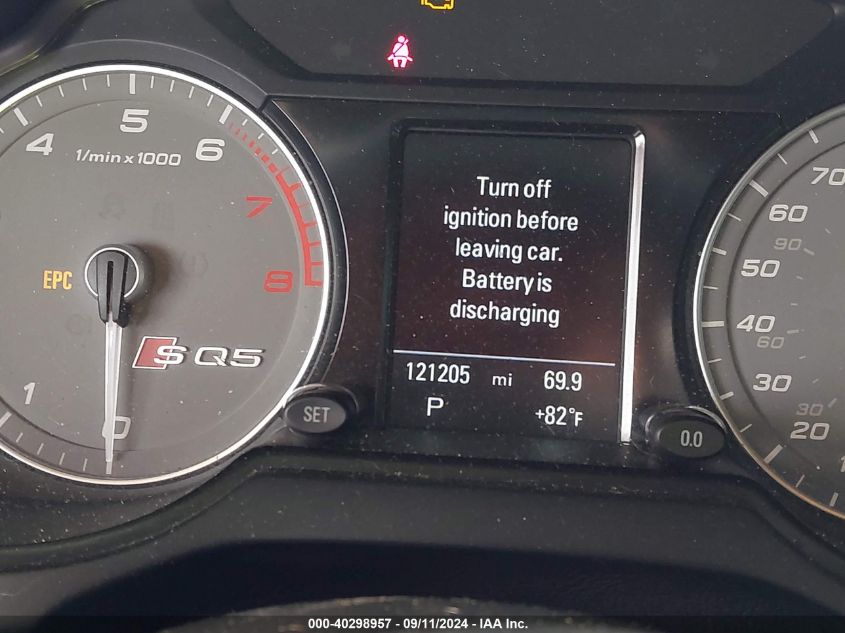 5
4
6
1/min x 1000
7
8
EPC
SQ5
1
0
SET
Turn off
ignition before
leaving car.
Battery is
discharging
121205 mi 69.9
P +82°F
0.0
70
60
90
50
40
60
30
30
20
1
000-40298957 - 09/11/2024 - IAA Inc.